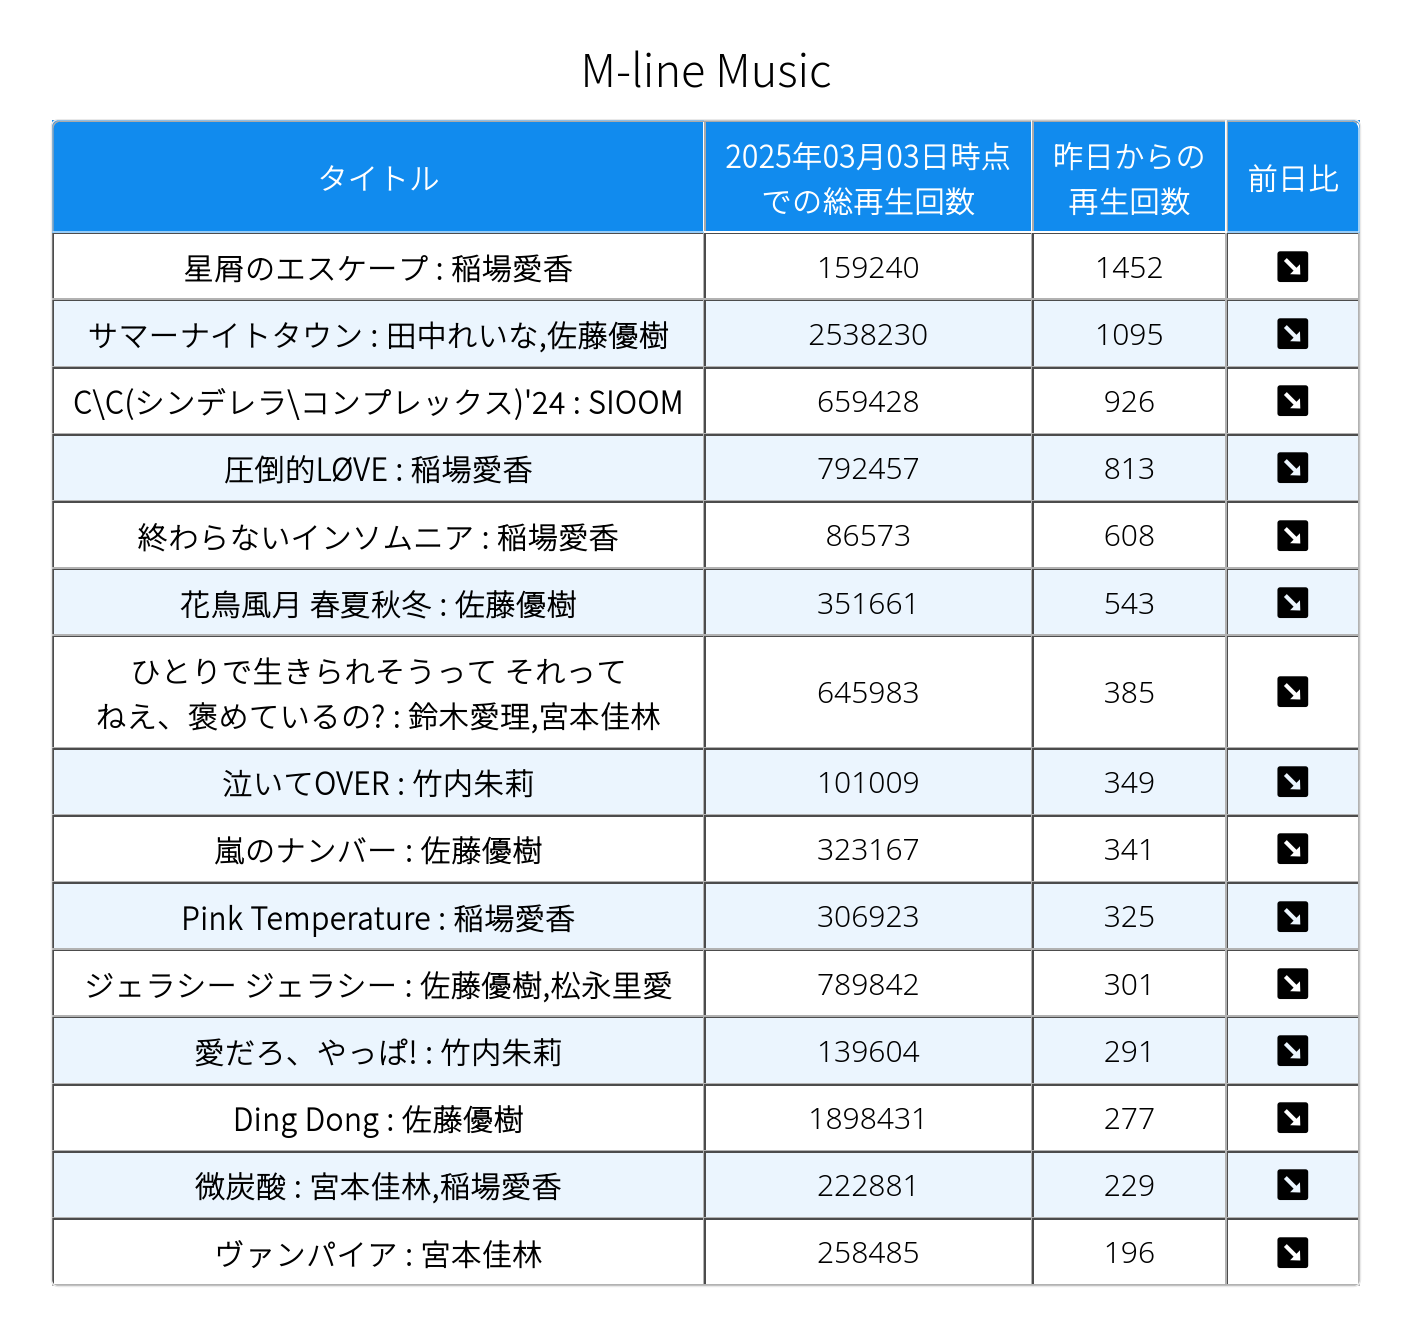 M-line Music
タイトル
2025年03月03日時点
での総再生回数
昨日からの
再生回数
前日比
星屑のエスケープ : 稲場愛香 159240 1452 ↘
サマーナイトタウン : 田中れいな,佐藤優樹 2538230 1095 ↘
C\C(シンデレラ\コンプレックス)'24 : SIOOM 659428 926 ↘
圧倒的LØVE : 稲場愛香 792457 813 ↘
終わらないインソムニア : 稲場愛香 86573 608 ↘
花鳥風月 春夏秋冬 : 佐藤優樹 351661 543 ↘
ひとりで生きられそうって それって
ねえ、褒めているの? : 鈴木愛理,宮本佳林 645983 385 ↘
泣いてOVER : 竹内朱莉 101009 349 ↘
嵐のナンバー : 佐藤優樹 323167 341 ↘
Pink Temperature : 稲場愛香 306923 325 ↘
ジェラシー ジェラシー : 佐藤優樹,松永里愛 789842 301 ↘
愛だろ、やっぱ! : 竹内朱莉 139604 291 ↘
Ding Dong : 佐藤優樹 1898431 277 ↘
微炭酸 : 宮本佳林,稲場愛香 222881 229 ↘
ヴァンパイア : 宮本佳林 258485 196 ↘